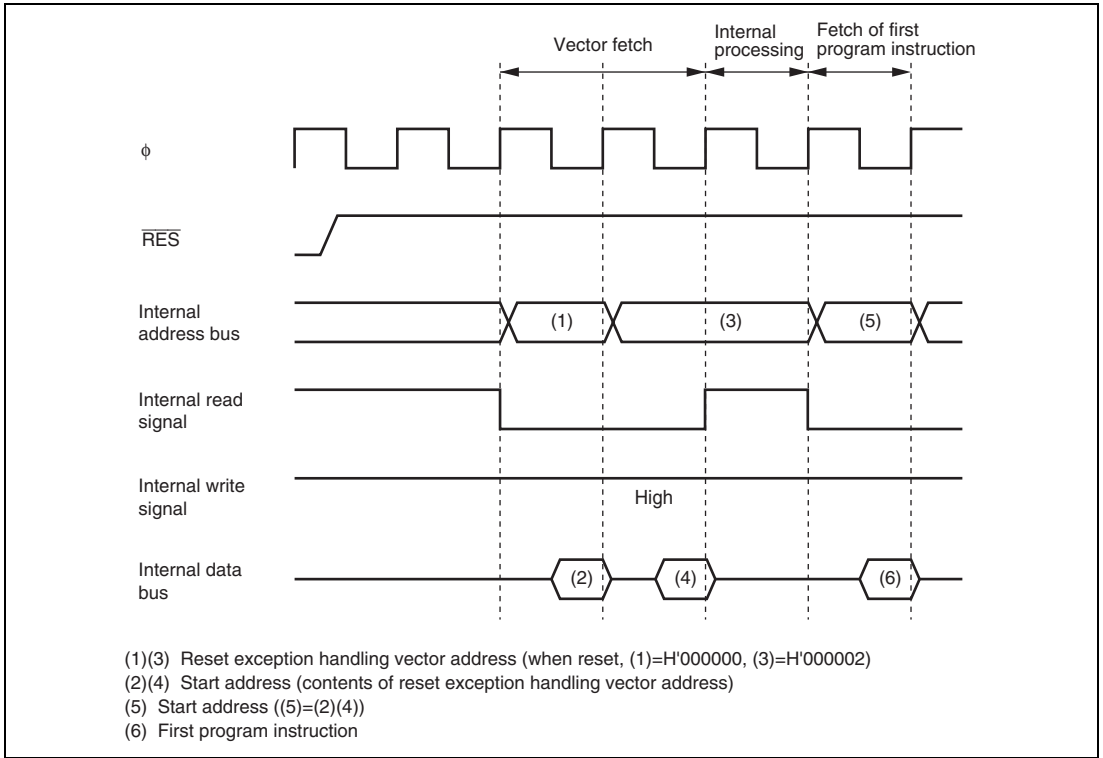 Vector fetch
Internal
processing
Fetch of first
program instruction
ϕ
RES
Internal
address bus
(1)
(3)
(5)
Internal read
signal
Internal write
signal
High
Internal data
bus
(2)
(4)
(6)
(1)(3) Reset exception handling vector address (when reset, (1)=H'000000, (3)=H'000002)
(2)(4) Start address (contents of reset exception handling vector address)
(5) Start address ((5)=(2)(4))
(6) First program instruction